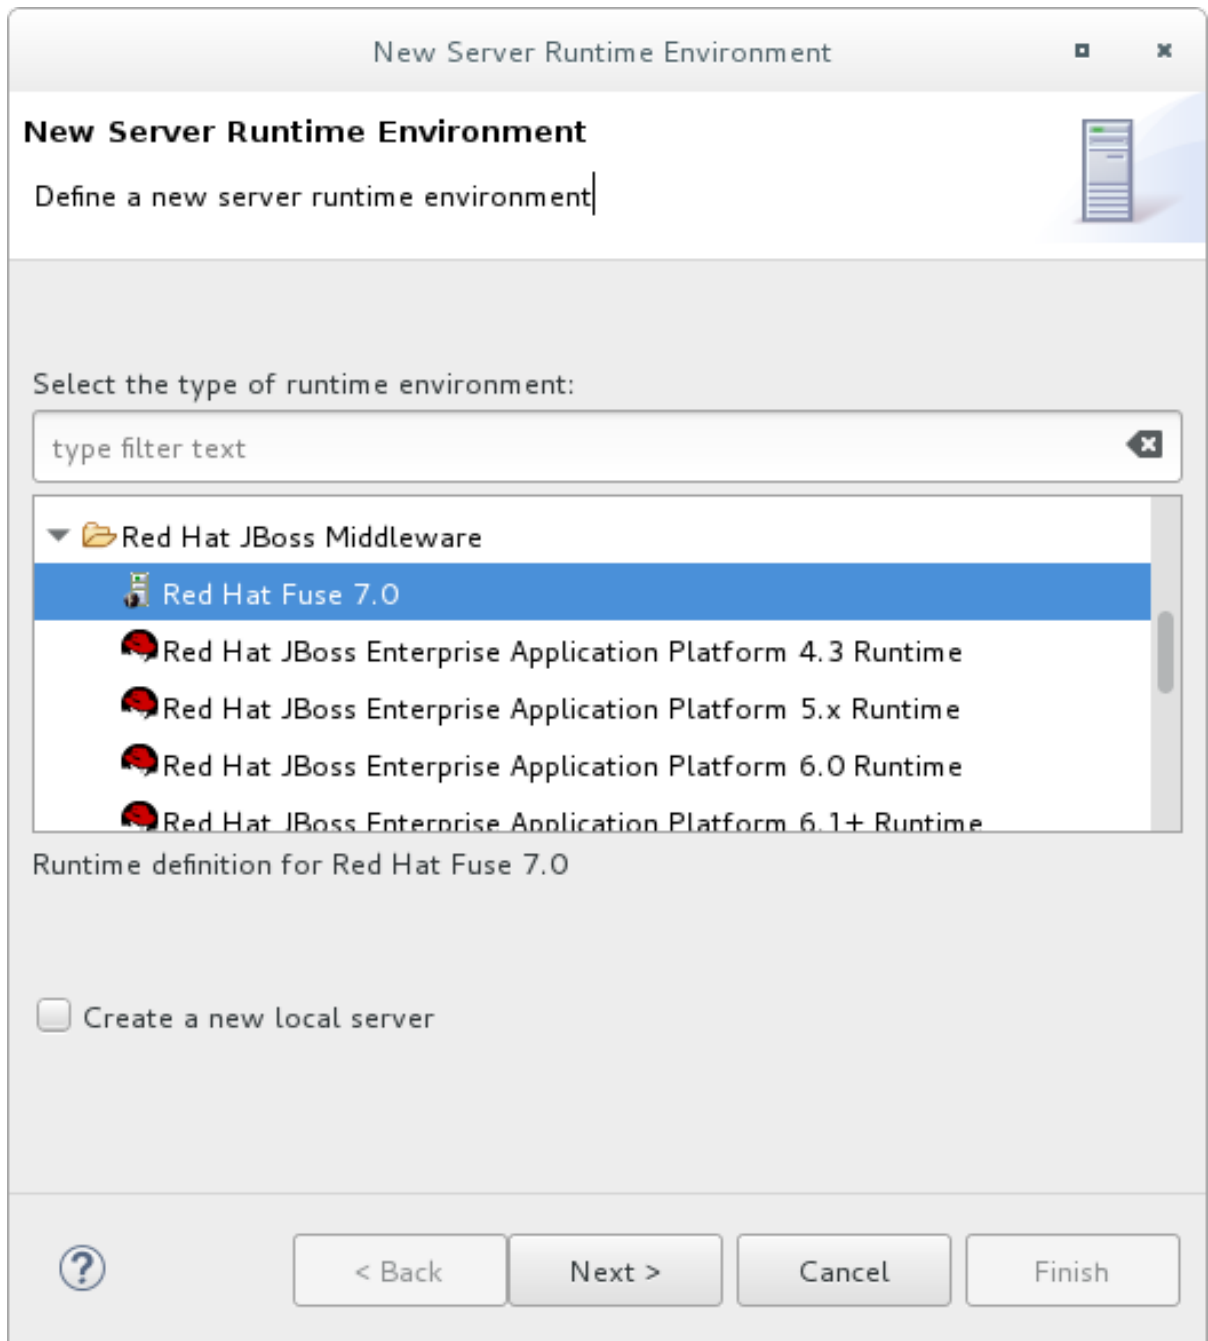 New Server Runtime Environment
New Server Runtime Environment
Define a new server runtime environment
Select the type of runtime environment:
type filter text
Red Hat JBoss Middleware
Red Hat Fuse 7.0
Red Hat JBoss Enterprise Application Platform 4.3 Runtime
Red Hat JBoss Enterprise Application Platform 5.x Runtime
Red Hat JBoss Enterprise Application Platform 6.0 Runtime
Red Hat JBoss Enterprise Application Platform 6.1+ Runtime
Runtime definition for Red Hat Fuse 7.0
Create a new local server
? < Back Next > Cancel Finish